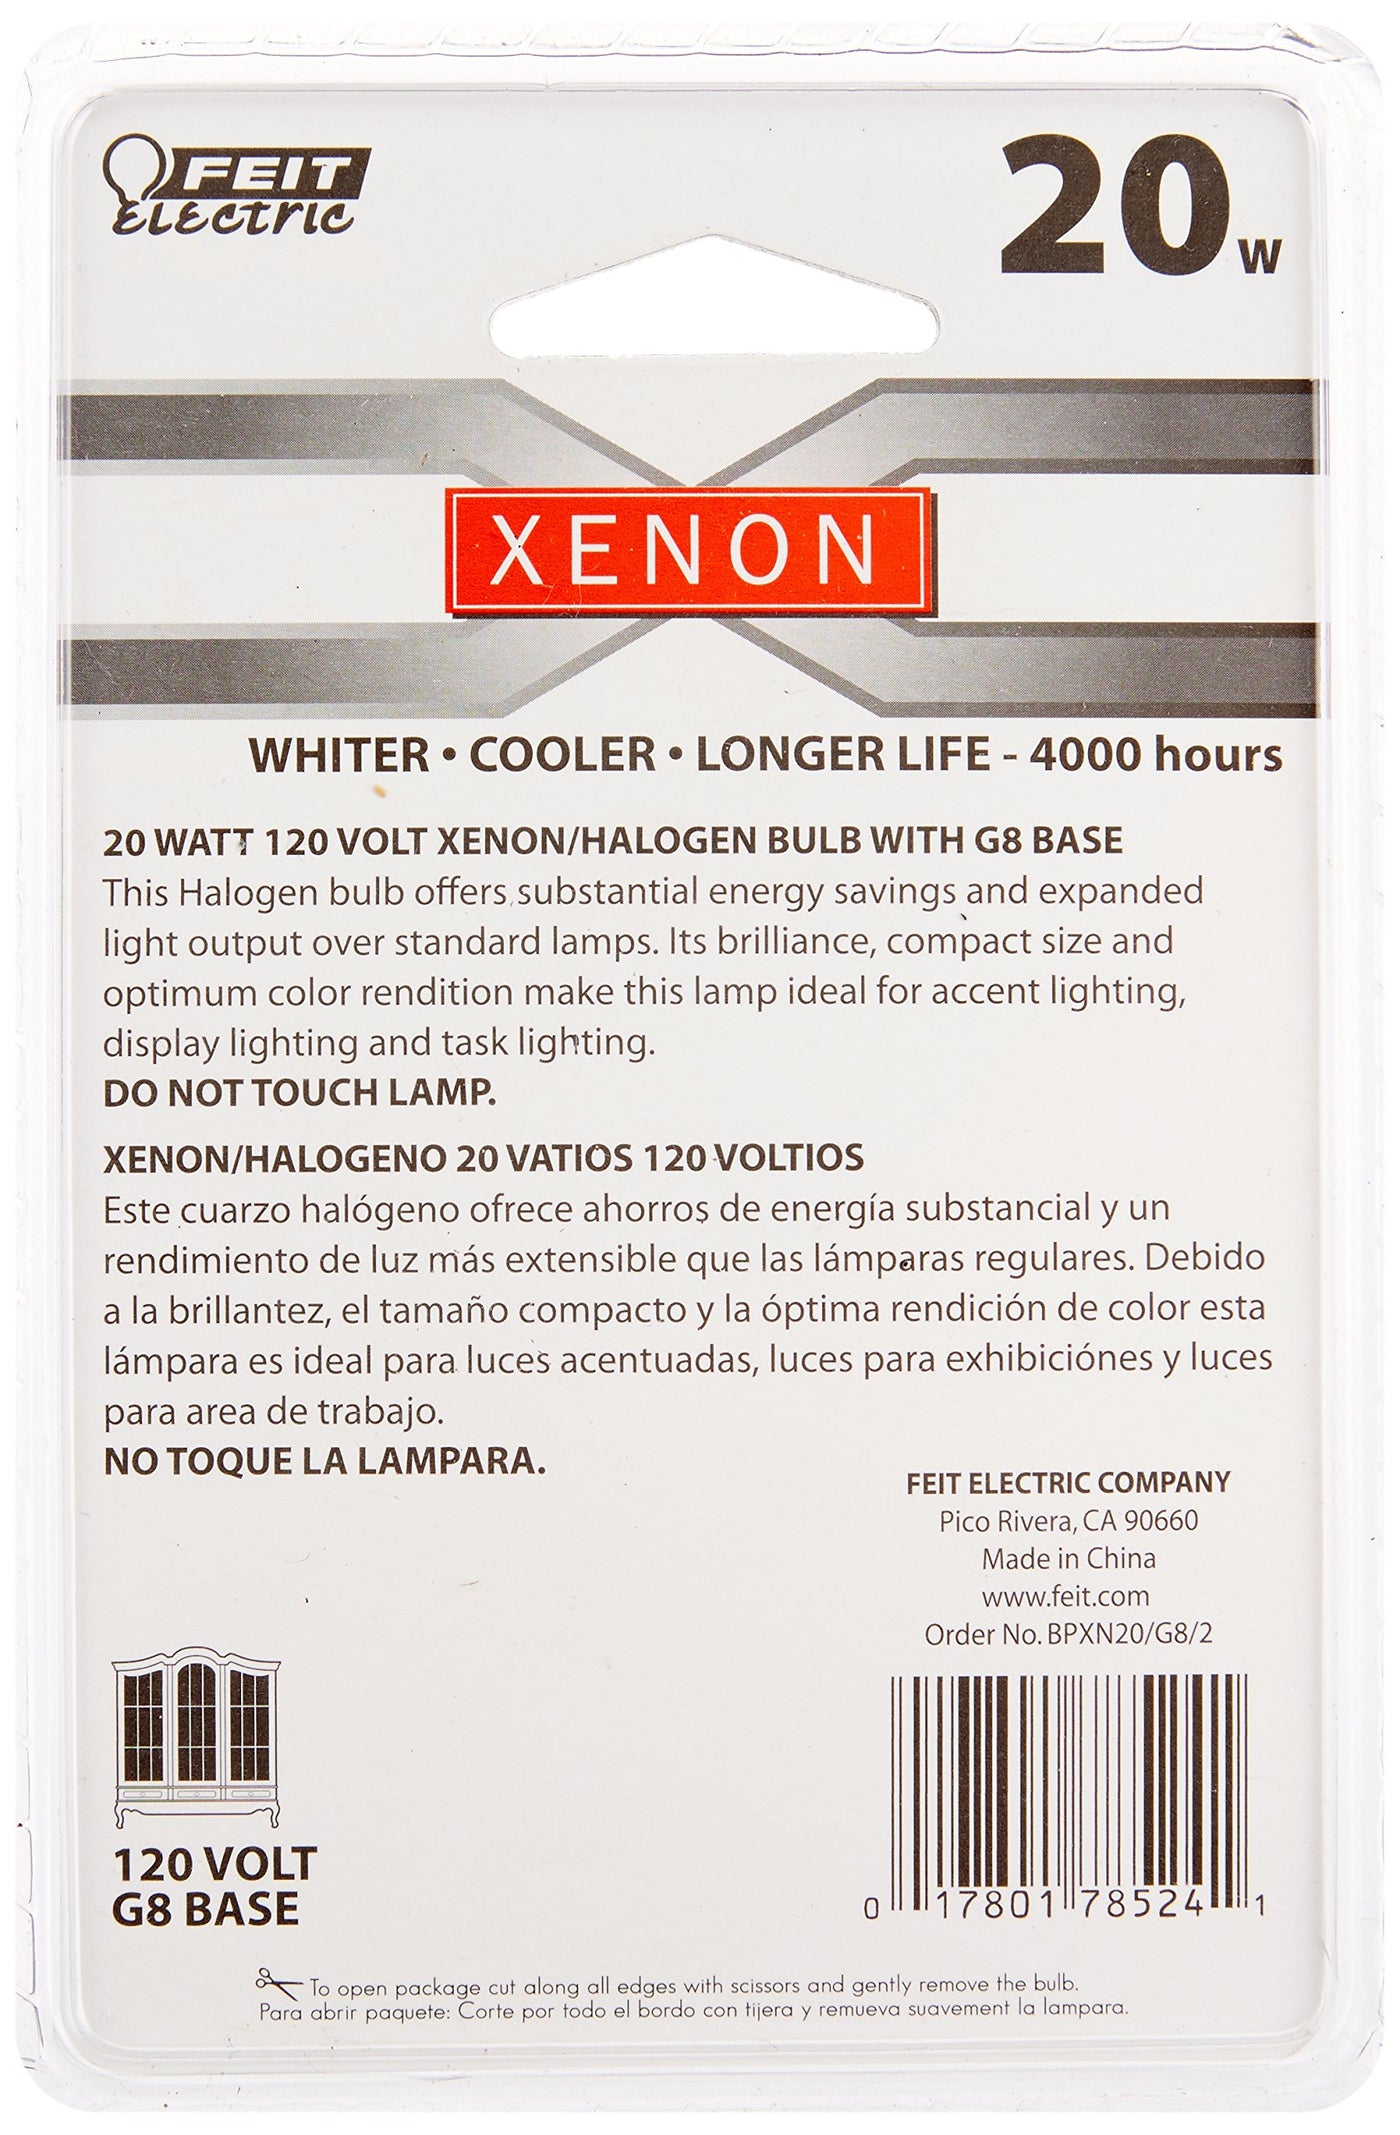 FEIT
ELECTRIC
20 W
XENON
WHITER • COOLER • LONGER LIFE - 4000 hours
20 WATT 120 VOLT XENON/HALOGEN BULB WITH G8 BASE
This Halogen bulb offers substantial energy savings and expanded
light output over standard lamps. Its brilliance, compact size and
optimum color rendition make this lamp ideal for accent lighting,
display lighting and task lighting.
DO NOT TOUCH LAMP.
XENON/HALOGENO 20 VATIOS 120 VOLTIOS
Este cuarzo halógeno ofrece ahorros de energía substancial y un
rendimiento de luz más extensible que las lámparas regulares. Debido
a la brillantez, el tamaño compacto y la óptima rendición de color esta
lámpara es ideal para luces acentuadas, luces para exhibiciónes y luces
para area de trabajo.
NO TOQUE LA LAMPARA.
FEIT ELECTRIC COMPANY
Pico Rivera, CA 90660
Made in China
www.feit.com
Order No. BPXN20/G8/2
0 17801 78524 1
120 VOLT
G8 BASE
To open package cut along all edges with scissors and gently remove the bulb.
Para abrir paquete: Corte por todo el bordo con tijera y remueva suavement la lampara.